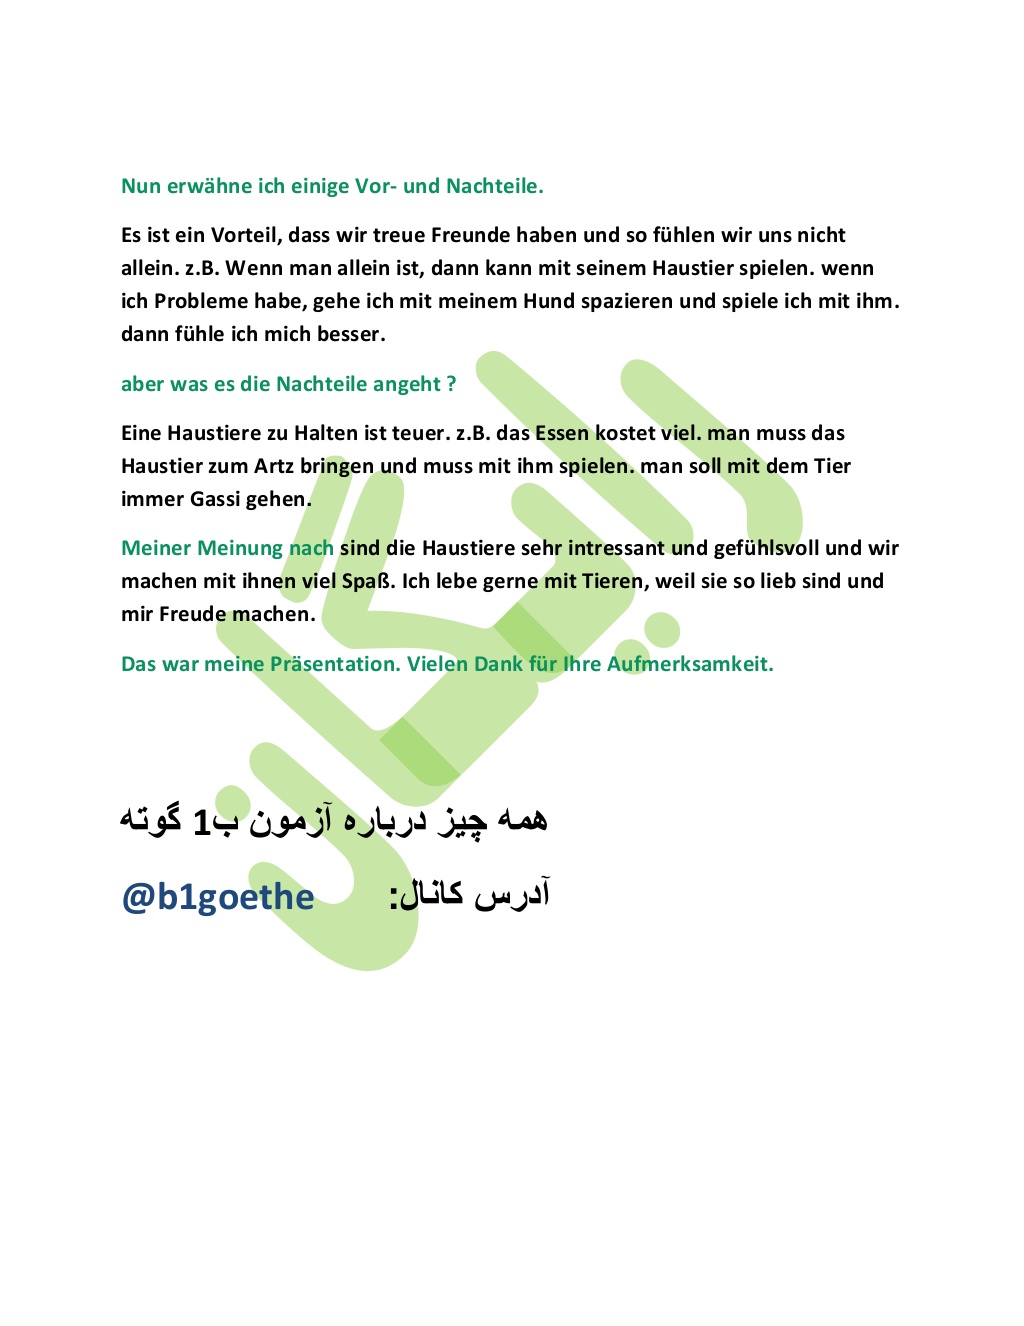 Nun erwähne ich einige Vor- und Nachteile.
Es ist ein Vorteil, dass wir treue Freunde haben und so fühlen wir uns nicht
allein. z.B. Wenn man allein ist, dann kann mit seinem Haustier spielen. wenn
ich Probleme habe, gehe ich mit meinem Hund spazieren und spiele ich mit ihm.
dann fühle ich mich besser.
aber was es die Nachteile angeht ?
Eine Haustiere zu Halten ist teuer. z.B. das Essen kostet viel. man muss das
Haustier zum Artz bringen und muss mit ihm spielen. man soll mit dem Tier
immer Gassi gehen.
Meiner Meinung nach sind die Haustiere sehr intressant und gefühlsvoll und wir
machen mit ihnen viel Spaß. Ich lebe gerne mit Tieren, weil sie so lieb sind und
mir Freude machen.
Das war meine Präsentation. Vielen Dank für Ihre Aufmerksamkeit.
همه چیز درباره آزمون ب1 گوته
آدرس کانال: @b1goethe
رایگان